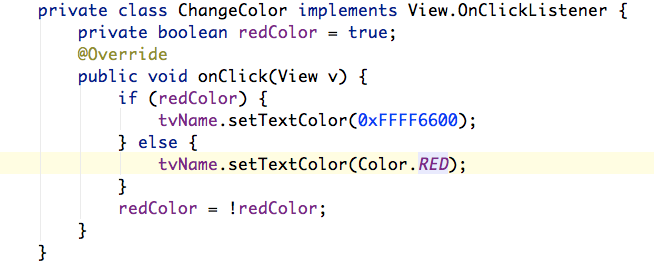 private class ChangeColor implements View.OnClickListener {
    private boolean redColor = true;
    @Override
    public void onClick(View v) {
        if (redColor) {
            tvName.setTextColor(0xFFFF6600);
        } else {
            tvName.setTextColor(Color.RED);
        }
        redColor = !redColor;
    }
}